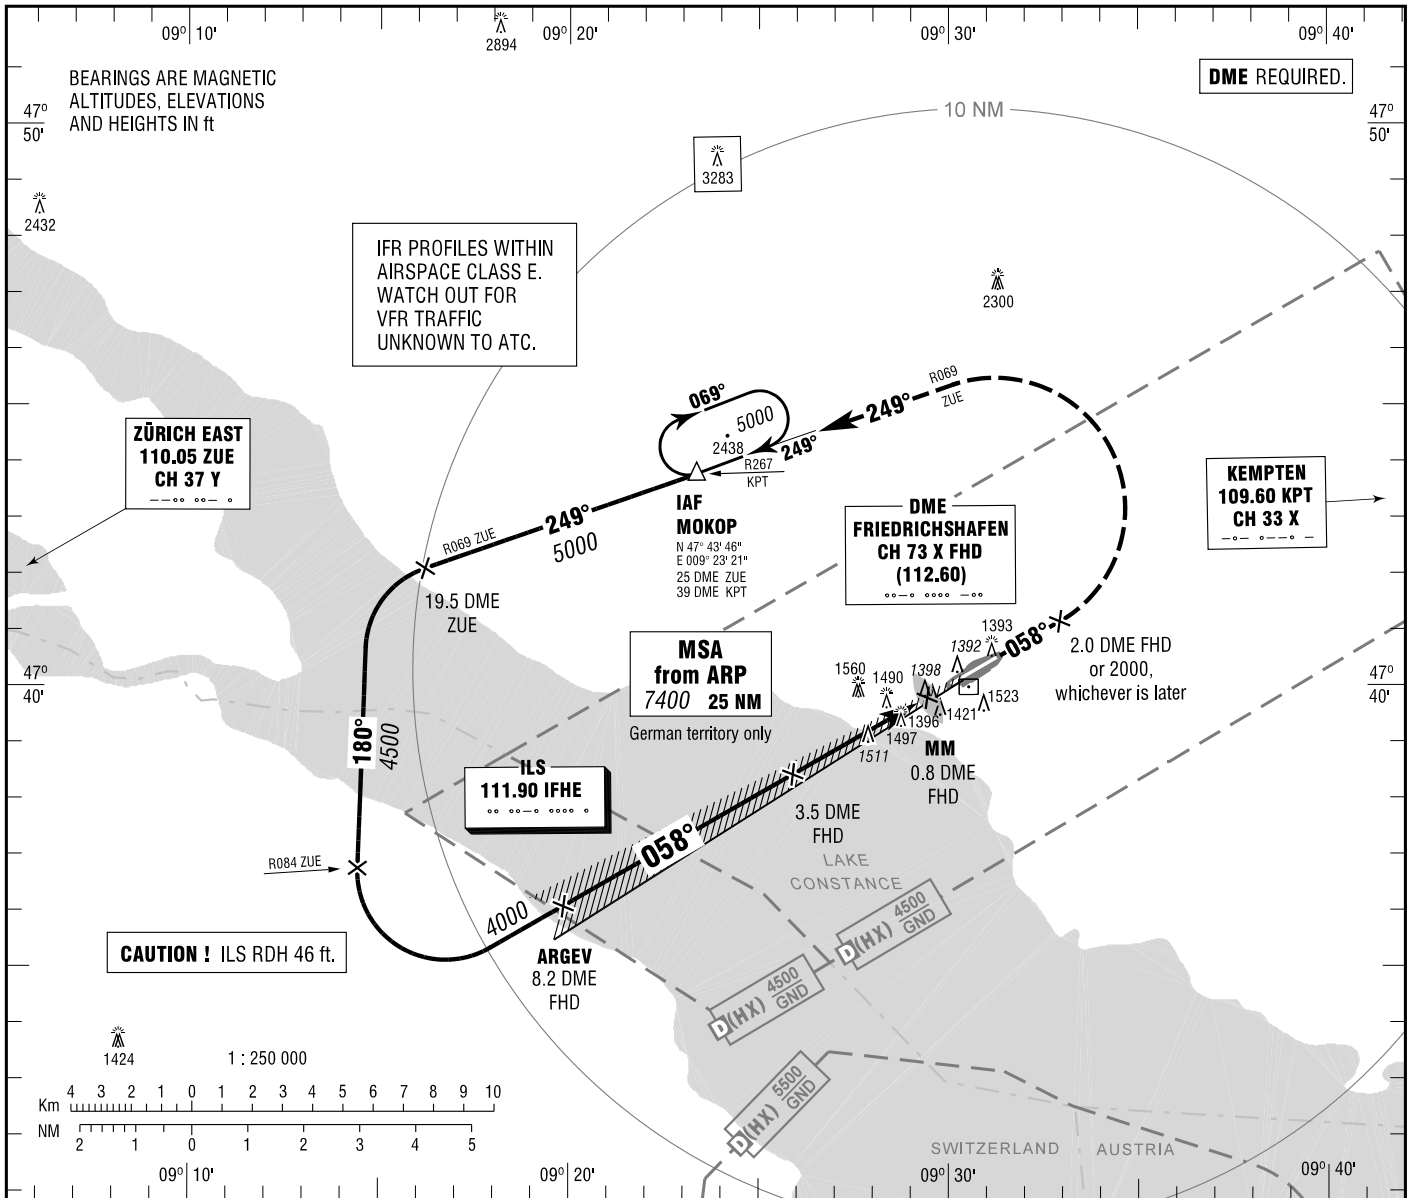 09° 10'
2894
09° 20'
09° 30'
09° 40'
BEARINGS ARE MAGNETIC
ALTITUDES, ELEVATIONS
AND HEIGHTS IN ft
DME REQUIRED.
47°
50'
10 NM
47°
50'
3283
2432
IFR PROFILES WITHIN
AIRSPACE CLASS E.
WATCH OUT FOR
VFR TRAFFIC
UNKNOWN TO ATC.
2300
R069
ZUE
249°
069°
5000
2438
249°
R267
KPT
ZÜRICH EAST
110.05 ZUE
CH 37 Y
KEMPTEN
109.60 KPT
CH 33 X
IAF
MOKOP
N 47° 43' 46"
E 009° 23' 21"
25 DME ZUE
39 DME KPT
DME
FRIEDRICHSHAFEN
CH 73 X FHD
(112.60)
R069 ZUE
249°
5000
19.5 DME
ZUE
MSA
from ARP
7400 25 NM
German territory only
1393
058°
1392
2.0 DME FHD
or 2000,
whichever is later
1560
1490
1398
1523
1421
1396
1497
1511
47°
40'
47°
40'
MM
0.8 DME
FHD
180°
4500
ILS
111.90 IFHE
3.5 DME
FHD
058°
LAKE
CONSTANCE
R084 ZUE
4000
CAUTION ! ILS RDH 46 ft.
ARGEV
8.2 DME
FHD
D(HX) 4500
GND
D(HX) 4500
GND
D(HX) 5500
GND
1424
1 : 250 000
Km
4 3 2 1 0 1 2 3 4 5 6 7 8 9 10
NM
2 1 0 1 2 3 4 5
SWITZERLAND
AUSTRIA
09° 10'
09° 20'
09° 30'
09° 40'